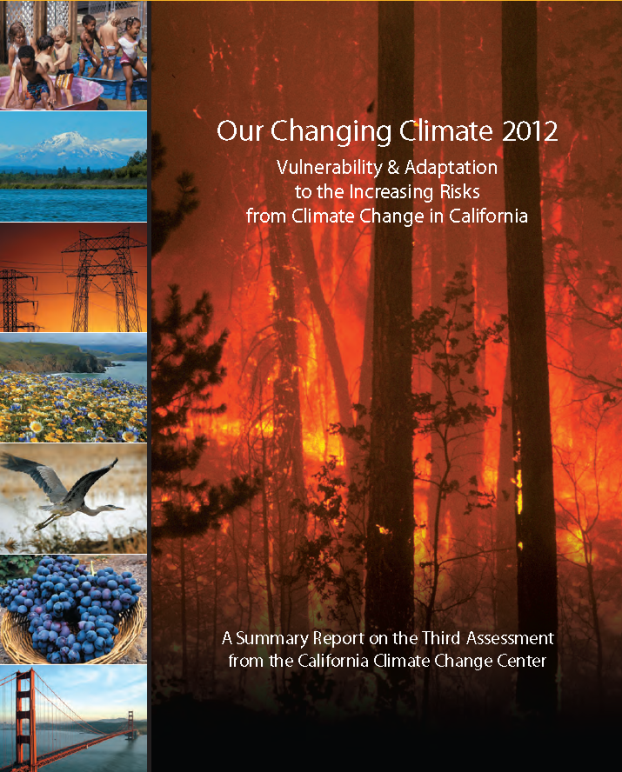 Our Changing Climate 2012
Vulnerability & Adaptation
to the Increasing Risks
from Climate Change in California
A Summary Report on the Third Assessment
from the California Climate Change Center